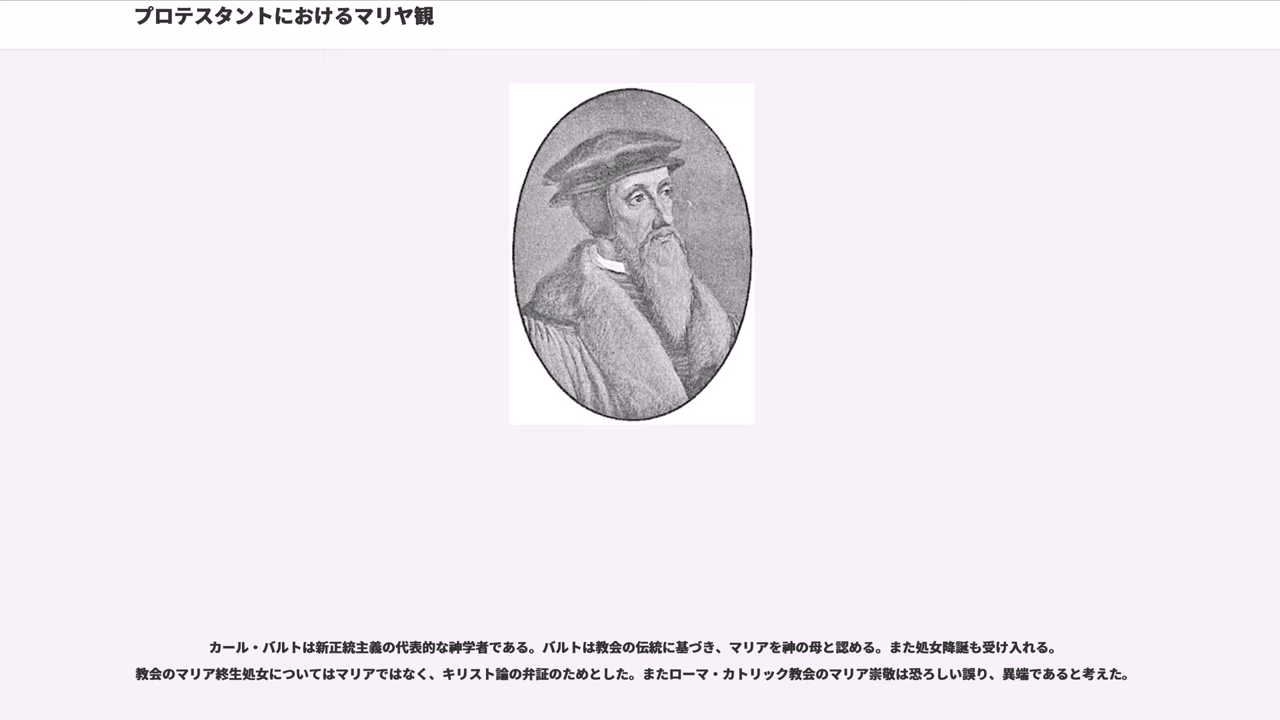 プロテスタントにおけるマリヤ観
カール・バルトは新正統主義の代表的な神学者である。バルトは教会の伝統に基づき、マリアを神の母と認める。また処女降誕も受け入れる。
教会のマリア終生処女についてはマリアではなく、キリスト論の弁証のためとした。またローマ・カトリック教会のマリア崇敬は恐ろしい誤り、異端であると考えた。